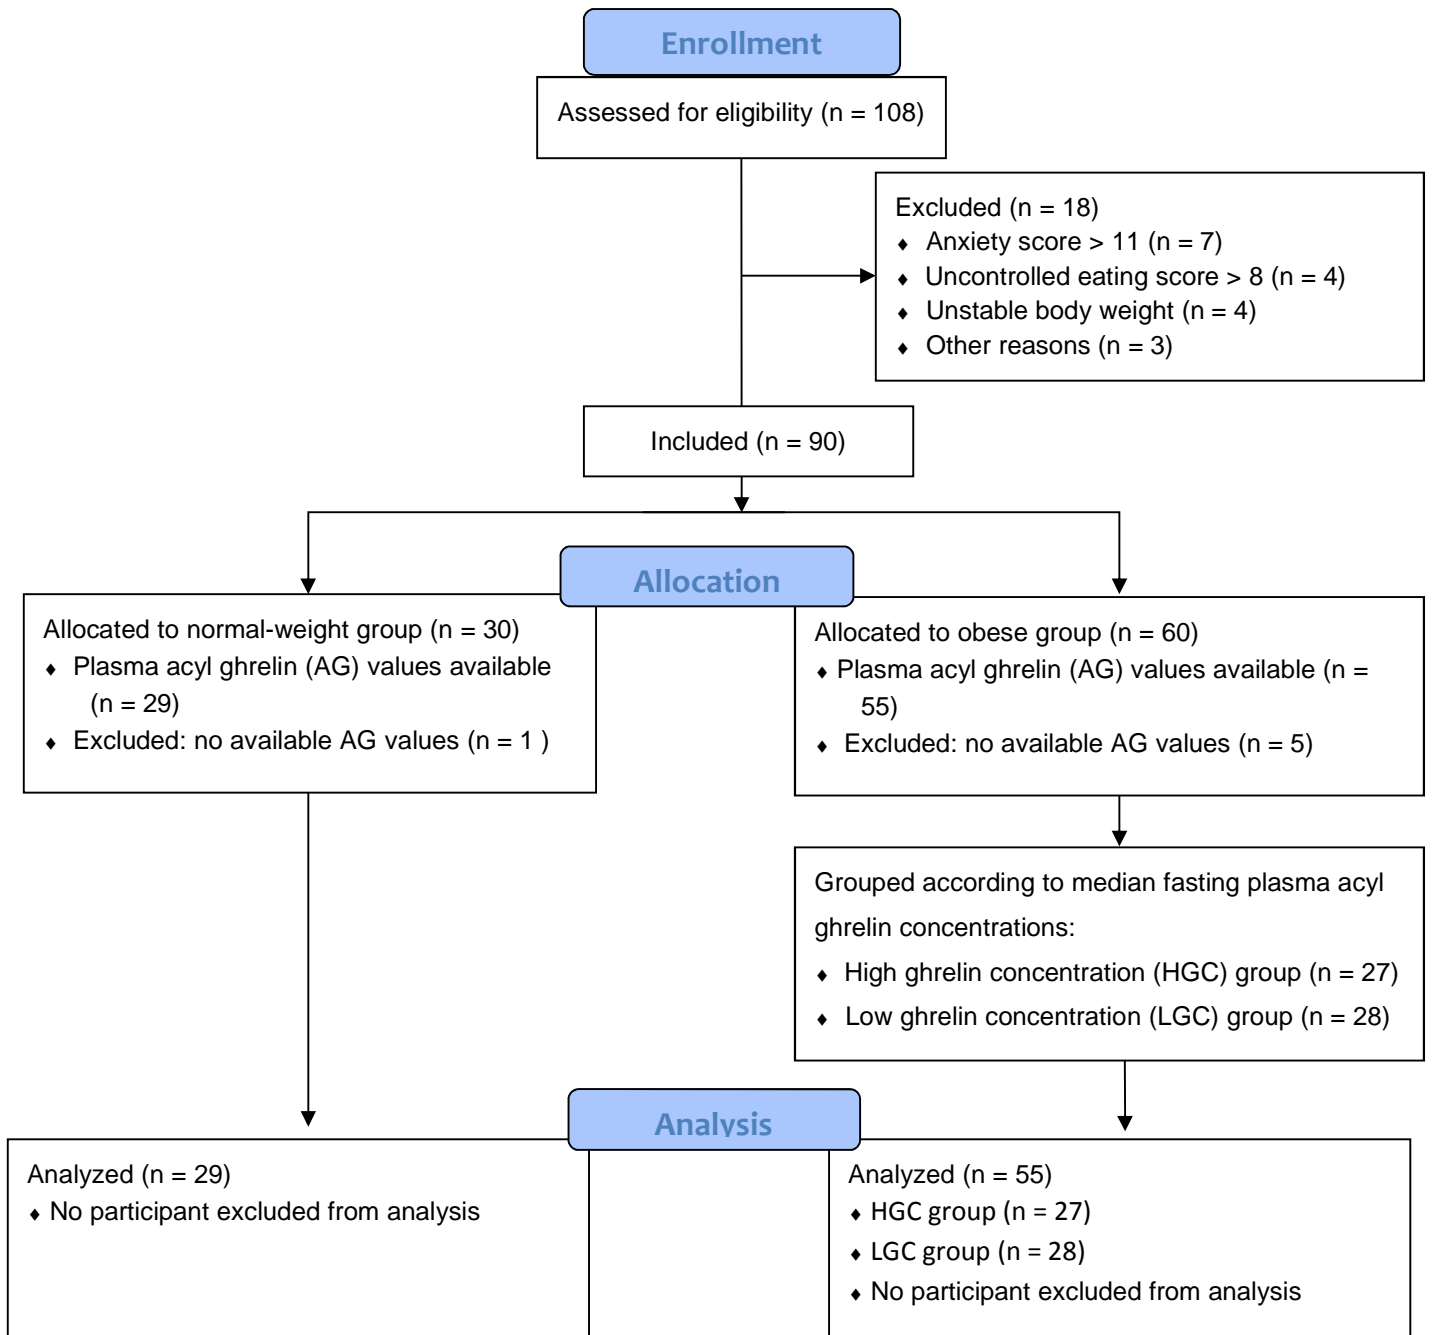 Enrollment
Assessed for eligibility (n = 108)
Excluded (n = 18)
♦ Anxiety score > 11 (n = 7)
♦ Uncontrolled eating score > 8 (n = 4)
♦ Unstable body weight (n = 4)
♦ Other reasons (n = 3)
Included (n = 90)
Allocation
Allocated to normal-weight group (n = 30)
♦ Plasma acyl ghrelin (AG) values available
(n = 29)
♦ Excluded: no available AG values (n = 1 )
Allocated to obese group (n = 60)
♦ Plasma acyl ghrelin (AG) values available (n =
55)
♦ Excluded: no available AG values (n = 5)
Grouped according to median fasting plasma acyl
ghrelin concentrations:
♦ High ghrelin concentration (HGC) group (n = 27)
♦ Low ghrelin concentration (LGC) group (n = 28)
Analysis
Analyzed (n = 29)
♦ No participant excluded from analysis
Analyzed (n = 55)
♦ HGC group (n = 27)
♦ LGC group (n = 28)
♦ No participant excluded from analysis